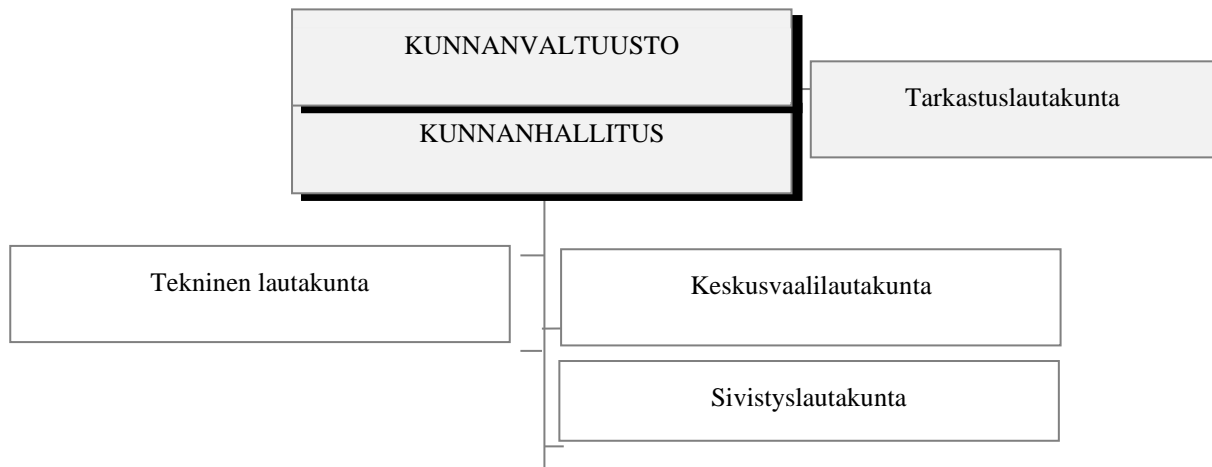 KUNNANVALTUUSTO
Tarkastuslautakunta
KUNNANHALLITUS
Tekninen lautakunta
Keskusvaalilautakunta
Sivistyslautakunta